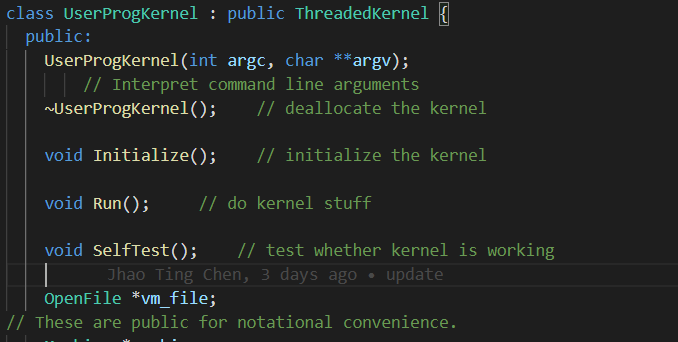 class UserProgKernel : public ThreadedKernel {
public:
UserProgKernel(int argc, char **argv);
// Interpret command line arguments
~UserProgKernel(); // deallocate the kernel
void Initialize(); // initialize the kernel
void Run(); // do kernel stuff
void SelfTest(); // test whether kernel is working
Jhao Ting Chen, 3 days ago • update
OpenFile *vm_file;
// These are public for notational convenience.